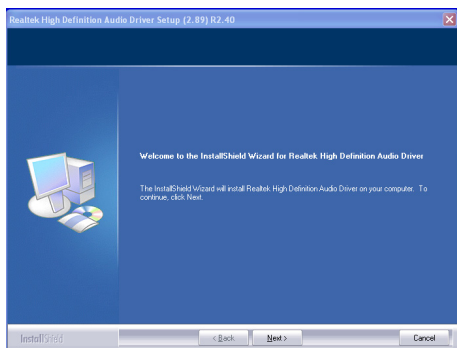 Realtek High Definition Audio Driver Setup (2.89) R2.40
Welcome to the InstallShield Wizard for Realtek High Definition Audio Driver
The InstallShield Wizard will install Realtek High Definition Audio Driver on your computer. To
continue, click Next.
InstallShield
< Back Next > Cancel